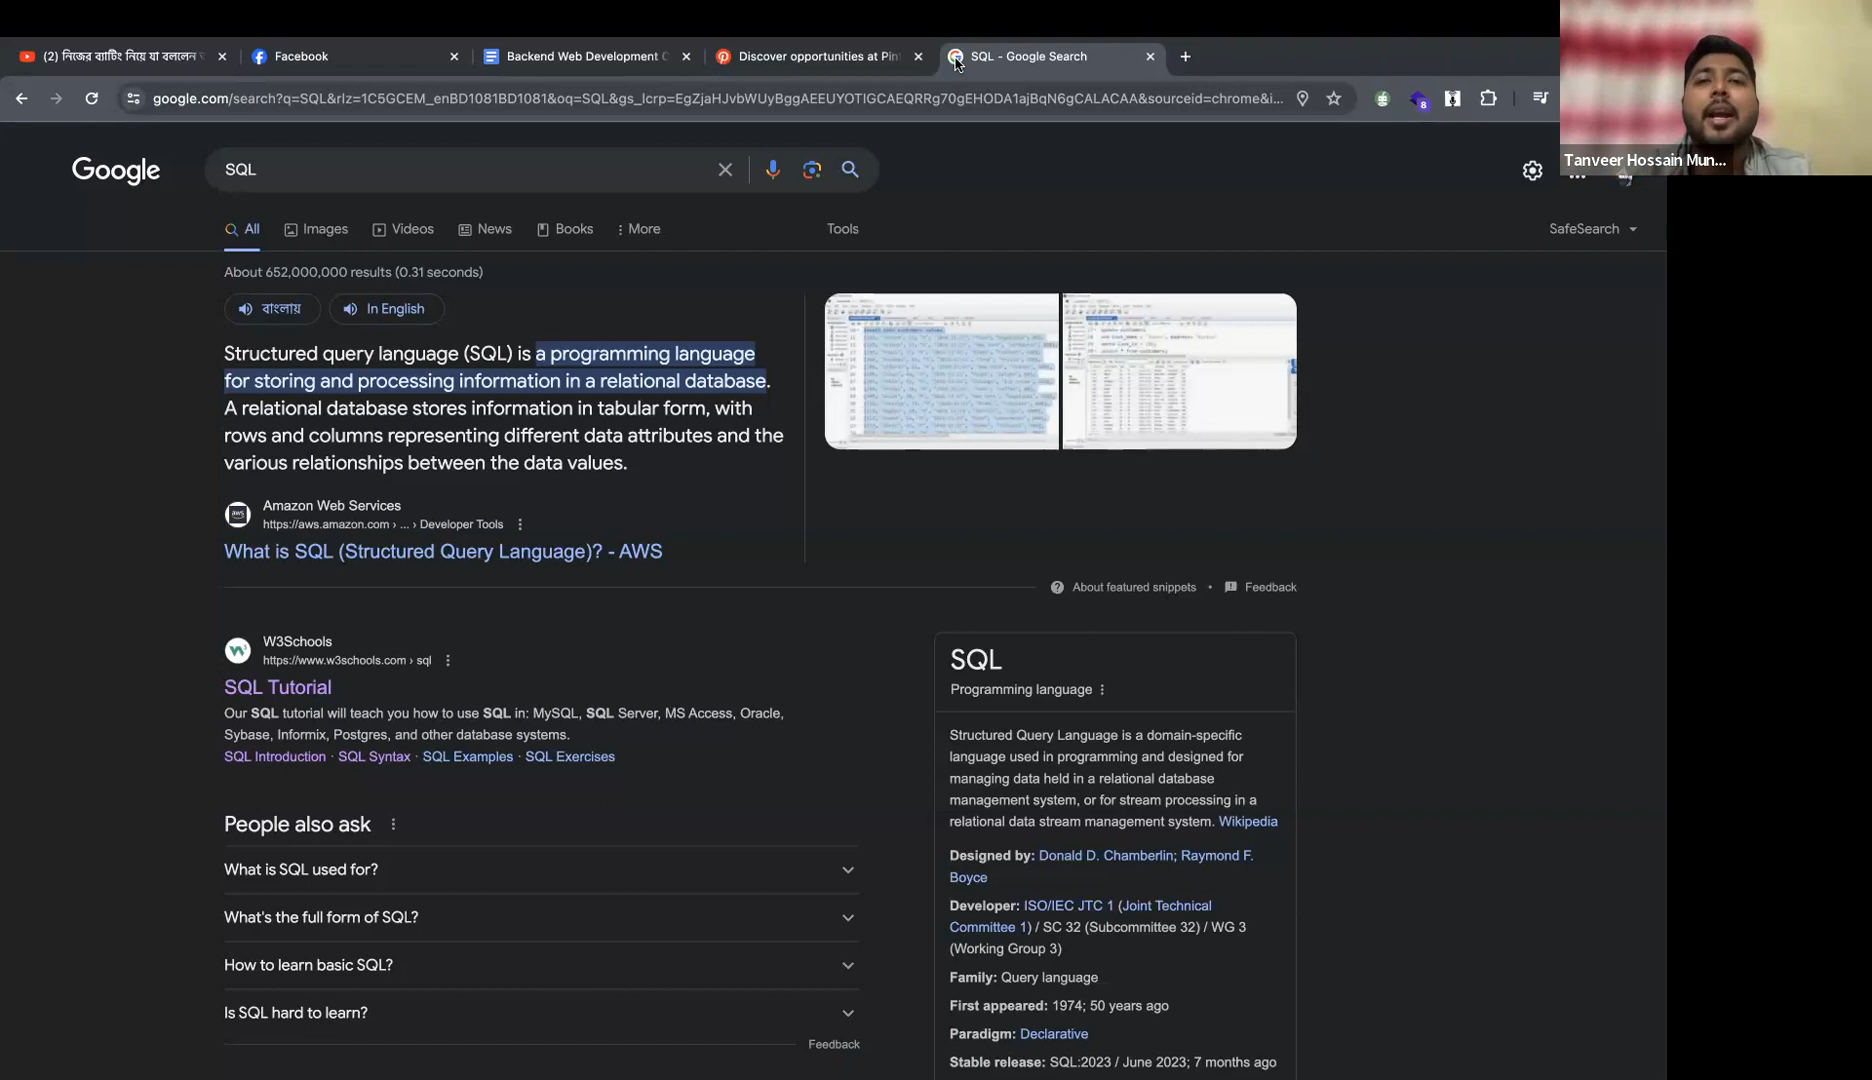 (2) নিজের ব্যাটিং নিয়ে যা বললেন
Facebook
Backend Web Development C
Discover opportunities at Pint
SQL - Google Search
google.com/search?q=SQL&rlz=1C5GCEM_enBD1081BD1081&oq=SQL&gs_lcrp=EgZjaHJvbWUyBggAEEUYOTIGCAEQRRg70gEHODA1ajBqN6gCALACAA&sourceid=chrome&i...
8
Tanveer Hossain Mun...
Google
SQL
All
Images
Videos
News
Books
More
Tools
SafeSearch
About 652,000,000 results (0.31 seconds)
বাংলায়
In English
Structured query language (SQL) is a programming language
for storing and processing information in a relational database.
A relational database stores information in tabular form, with
rows and columns representing different data attributes and the
various relationships between the data values.
aws
Amazon Web Services
https://aws.amazon.com › ... › Developer Tools
What is SQL (Structured Query Language)? - AWS
About featured snippets • Feedback
W3Schools
https://www.w3schools.com › sql
SQL Tutorial
Our SQL tutorial will teach you how to use SQL in: MySQL, SQL Server, MS Access, Oracle,
Sybase, Informix, Postgres, and other database systems.
SQL Introduction · SQL Syntax · SQL Examples · SQL Exercises
People also ask
What is SQL used for?
What's the full form of SQL?
How to learn basic SQL?
Is SQL hard to learn?
Feedback
SQL
Programming language
Structured Query Language is a domain-specific
language used in programming and designed for
managing data held in a relational database
management system, or for stream processing in a
relational data stream management system. Wikipedia
Designed by: Donald D. Chamberlin; Raymond F.
Boyce
Developer: ISO/IEC JTC 1 (Joint Technical
Committee 1) / SC 32 (Subcommittee 32) / WG 3
(Working Group 3)
Family: Query language
First appeared: 1974; 50 years ago
Paradigm: Declarative
Stable release: SQL:2023 / June 2023; 7 months ago